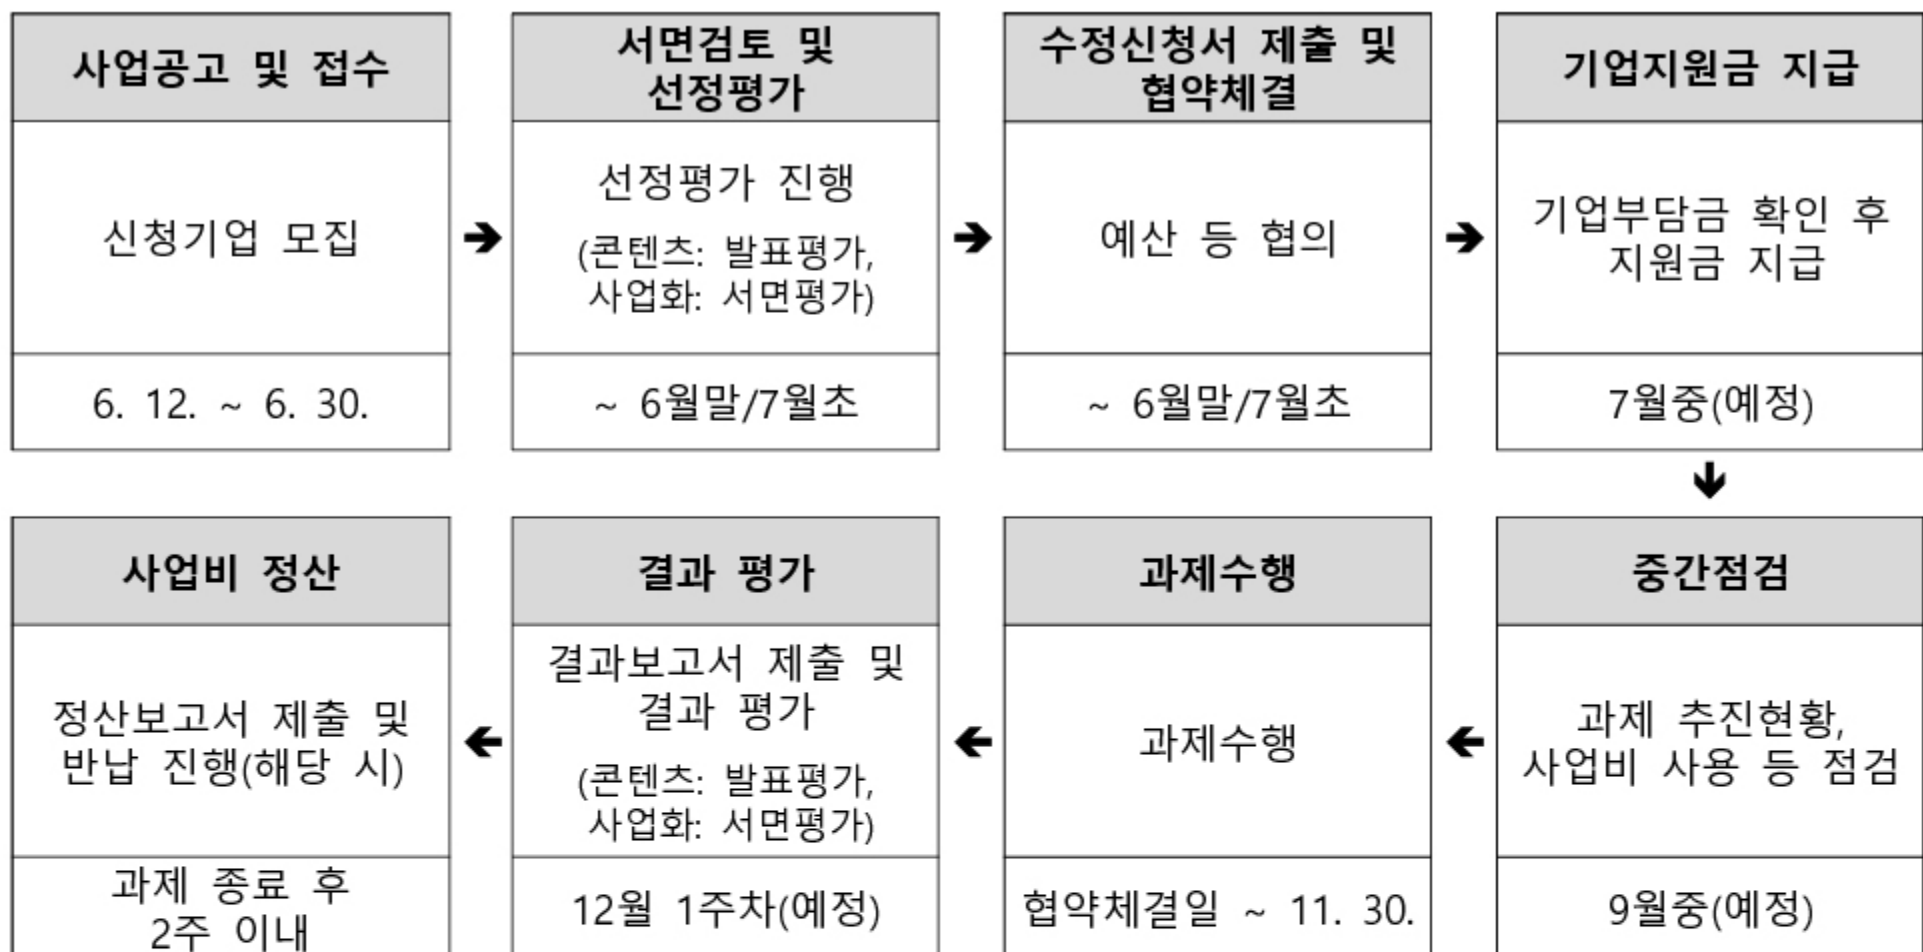 사업공고 및 접수
신청기업 모집
6. 12. ~ 6. 30.
서면검토 및
선정평가
선정평가 진행
(콘텐츠: 발표평가,
사업화: 서면평가)
~ 6월말/7월초
수정신청서 제출 및
협약체결
예산 등 협의
~ 6월말/7월초
기업지원금 지급
기업부담금 확인 후
지원금 지급
7월중(예정)
중간점검
과제 추진현황,
사업비 사용 등 점검
9월중(예정)
과제수행
과제수행
협약체결일 ~ 11. 30.
결과 평가
결과보고서 제출 및
결과 평가
(콘텐츠: 발표평가,
사업화: 서면평가)
12월 1주차(예정)
사업비 정산
정산보고서 제출 및
반납 진행(해당 시)
과제 종료 후
2주 이내